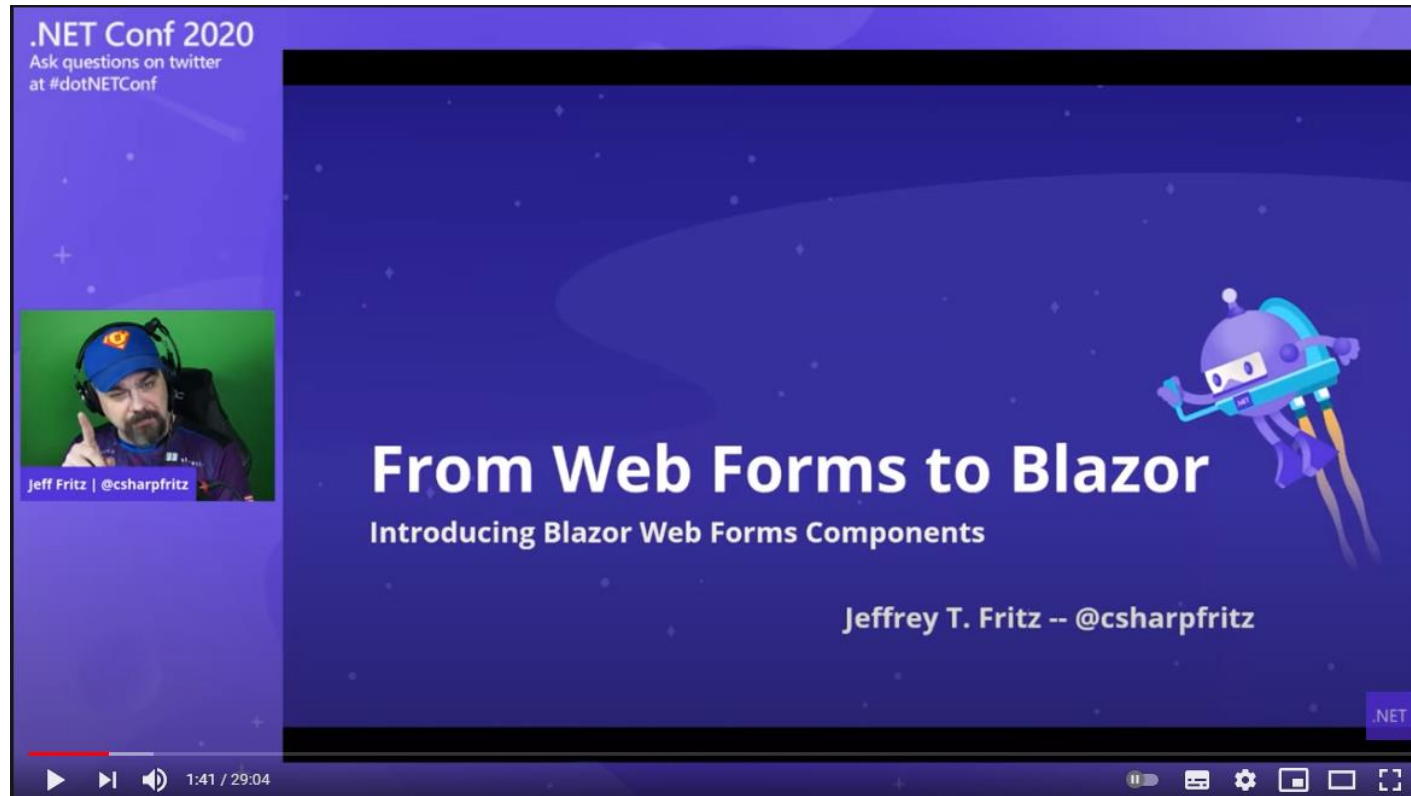 .NET Conf 2020
Ask questions on twitter
at #dotNETConf
Jeff Fritz | @csharpfritz
From Web Forms to Blazor
Introducing Blazor Web Forms Components
Jeffrey T. Fritz -- @csharpfritz
.NET
.NET
1:41 / 29:04